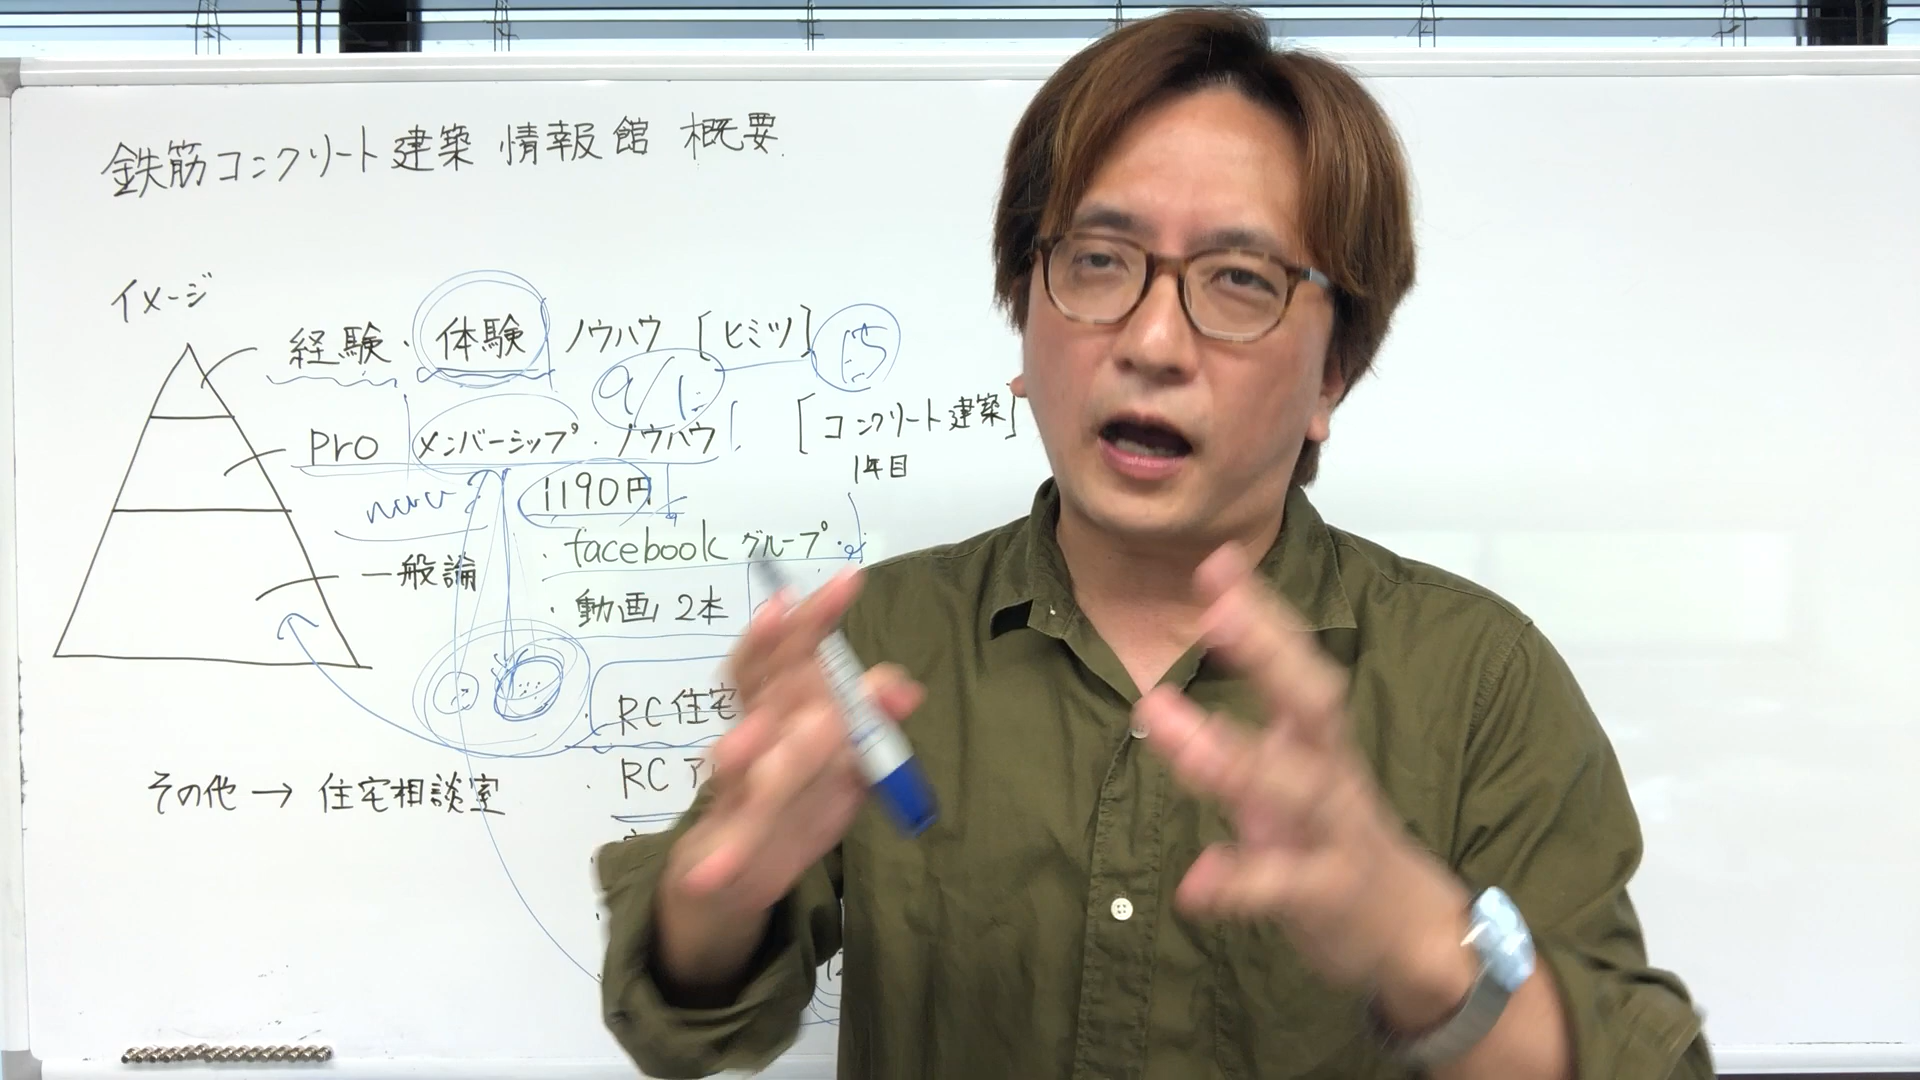 鉄筋コンクリート建築 情報館 概要
イメージ
経験・体験 ノウハウ [ヒミツ] 15
9/1
Pro メンバーシップ・ノウハウ [コンクリート建築]
1年目
1190円
・facebook グループ・
一般論
・動画 2本
・RC住宅
・RCア
その他 → 住宅相談室